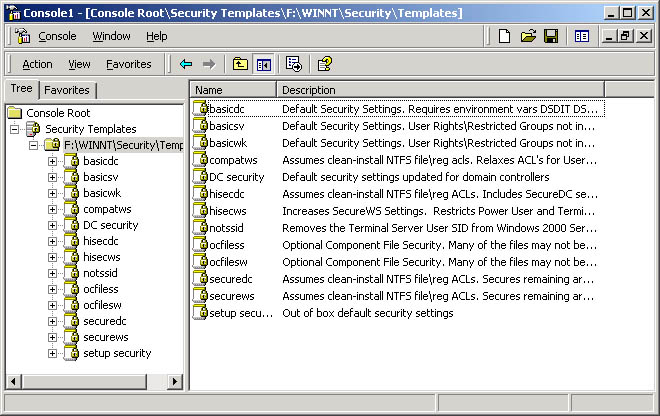 Console1 - [Console Root\Security Templates\F:\WINNT\Security\Templates]
Console Window Help
Action View Favorites
Tree Favorites
Console Root
Security Templates
F:\WINNT\Security\Temp
basicdc
basicsv
basicwk
compatws
DC security
hisecdc
hisecws
notssid
ocfiless
ocfilesw
securedc
securews
setup security
Name Description
basicdc Default Security Settings. Requires environment vars DSDIT DS...
basicsv Default Security Settings. User Rights\Restricted Groups not in...
basicwk Default Security Settings. User Rights\Restricted Groups not in...
compatws Assumes clean-install NTFS file\reg acls. Relaxes ACL's for User...
DC security Default security settings updated for domain controllers
hisecdc Assumes clean-install NTFS file\reg ACLs. Includes SecureDC se...
hisecws Increases SecureWS Settings. Restricts Power User and Termi...
notssid Removes the Terminal Server User SID from Windows 2000 Ser...
ocfiless Optional Component File Security. Many of the files may not be...
ocfilesw Optional Component File Security. Many of the files may not be...
securedc Assumes clean-install NTFS file\reg ACLs. Secures remaining ar...
securews Assumes clean-install NTFS file\reg ACLs. Secures remaining ar...
setup secu... Out of box default security settings